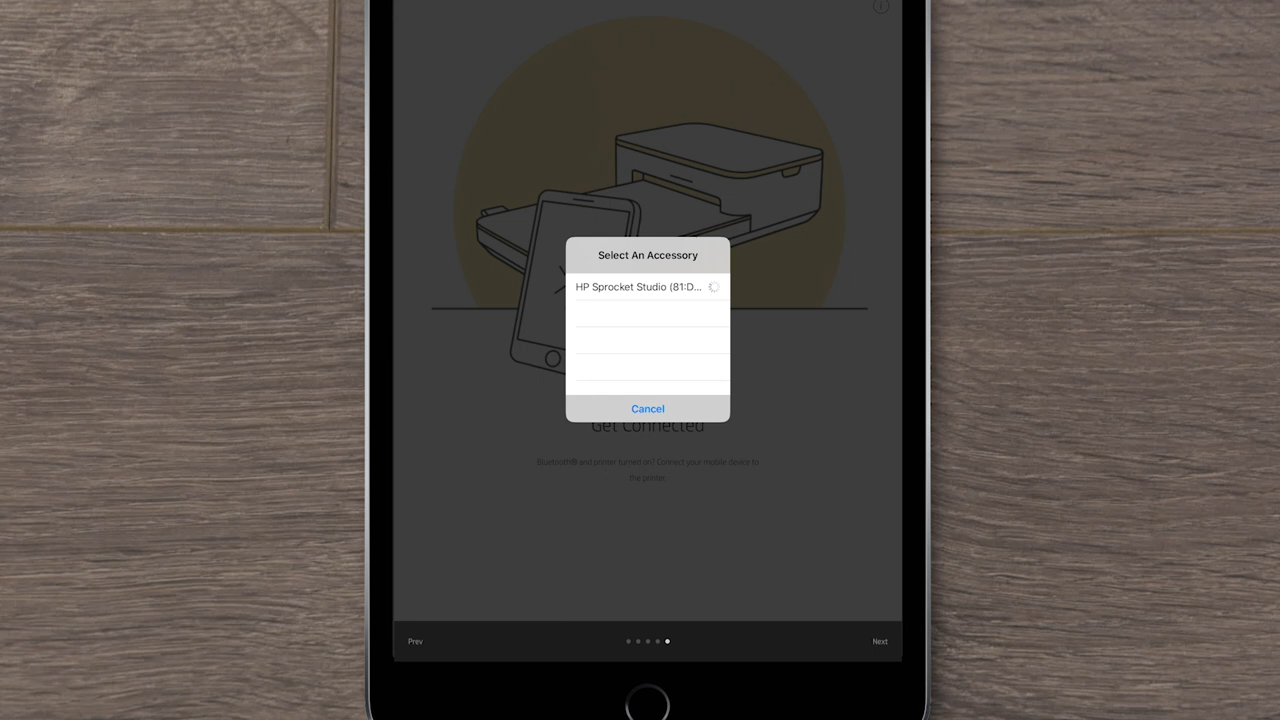 Select An Accessory
HP Sprocket Studio (81:D...
Cancel
Get Connected
Bluetooth® and printer turned on? Connect your mobile device to
the printer.
Prev
Next